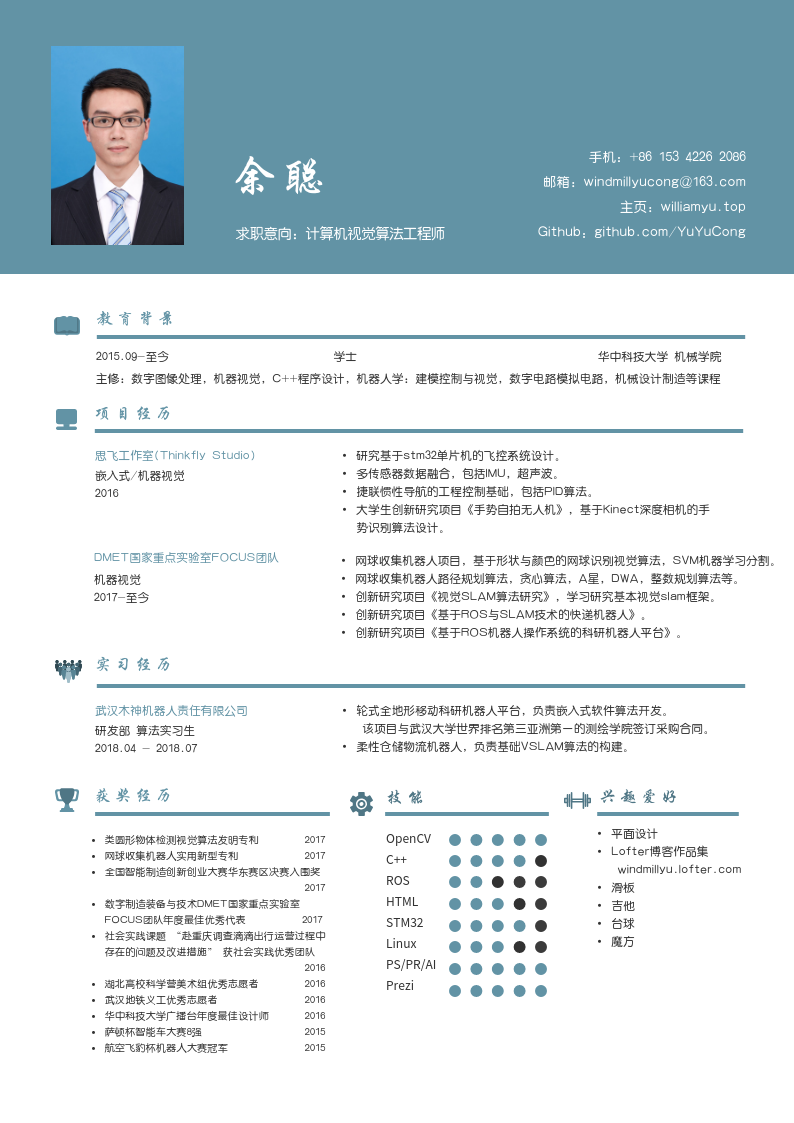 余聪
求职意向：计算机视觉算法工程师
手机：+86 153 4226 2086
邮箱：windmillyucong@163.com
主页：williamyu.top
Github：github.com/YuYuCong
教育背景
2015.09-至今 学士 华中科技大学 机械学院
主修：数字图像处理，机器视觉，C++程序设计，机器人学：建模控制与视觉，数字电路模拟电路，机械设计制造等课程
项目经历
思飞工作室(Thinkfly Studio)
嵌入式/机器视觉
2016
• 研究基于stm32单片机的飞控系统设计。
• 多传感器数据融合，包括IMU，超声波。
• 捷联惯性导航的工程控制基础，包括PID算法。
• 大学生创新研究项目《手势自拍无人机》，基于Kinect深度相机的手
势识别算法设计。
DMET国家重点实验室FOCUS团队
机器视觉
2017-至今
• 网球收集机器人项目，基于形状与颜色的网球识别视觉算法，SVM机器学习分割。
• 网球收集机器人路径规划算法，贪心算法，A星，DWA，整数规划算法等。
• 创新研究项目《视觉SLAM算法研究》，学习研究基本视觉slam框架。
• 创新研究项目《基于ROS与SLAM技术的快递机器人》。
• 创新研究项目《基于ROS机器人操作系统的科研机器人平台》。
实习经历
武汉木神机器人责任有限公司
研发部 算法实习生
2018.04 - 2018.07
• 轮式全地形移动科研机器人平台，负责嵌入式软件算法开发。
该项目与武汉大学世界排名第三亚洲第一的测绘学院签订采购合同。
• 柔性仓储物流机器人，负责基础VSLAM算法的构建。
获奖经历
• 类圆形物体检测视觉算法发明专利 2017
• 网球收集机器人实用新型专利 2017
• 全国智能制造创新创业大赛华东赛区决赛入围奖
2017
• 数字制造装备与技术DMET国家重点实验室
FOCUS团队年度最佳优秀代表 2017
• 社会实践课题 “赴重庆调查滴滴出行运营过程中
存在的问题及改进措施” 获社会实践优秀团队
2016
• 湖北高校科学营美术组优秀志愿者 2016
• 武汉地铁义工优秀志愿者 2016
• 华中科技大学广播台年度最佳设计师 2016
• 萨顿杯智能车大赛8强 2015
• 航空飞豹杯机器人大赛冠军 2015
技能
OpenCV
C++
ROS
HTML
STM32
Linux
PS/PR/AI
Prezi
兴趣爱好
• 平面设计
• Lofter博客作品集
windmillyu.lofter.com
• 滑板
• 吉他
• 台球
• 魔方